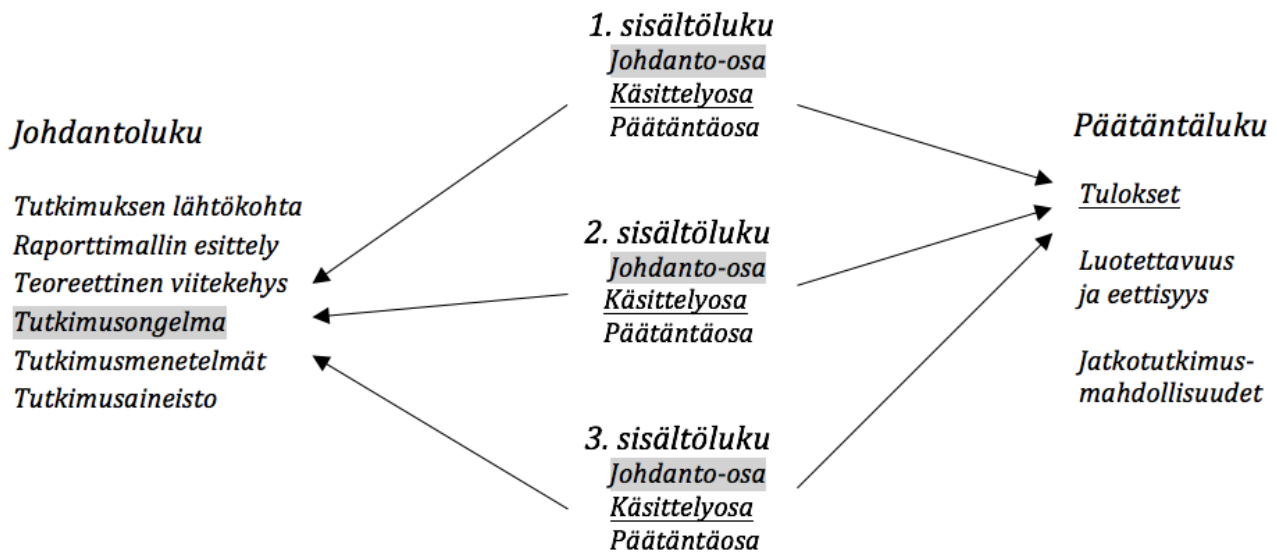 Johdantoluku
Tutkimuksen lähtökohta
Raporttimallin esittely
Teoreettinen viitekehys
Tutkimusongelma
Tutkimusmenetelmät
Tutkimusaineisto
1. sisältöluku
Johdanto-osa
Käsittelyosa
Päätäntäosa
2. sisältöluku
Johdanto-osa
Käsittelyosa
Päätäntäosa
3. sisältöluku
Johdanto-osa
Käsittelyosa
Päätäntäosa
Päätäntäluku
Tulokset
Luotettavuus
ja eettisyys
Jatkotutkimus-
mahdollisuudet